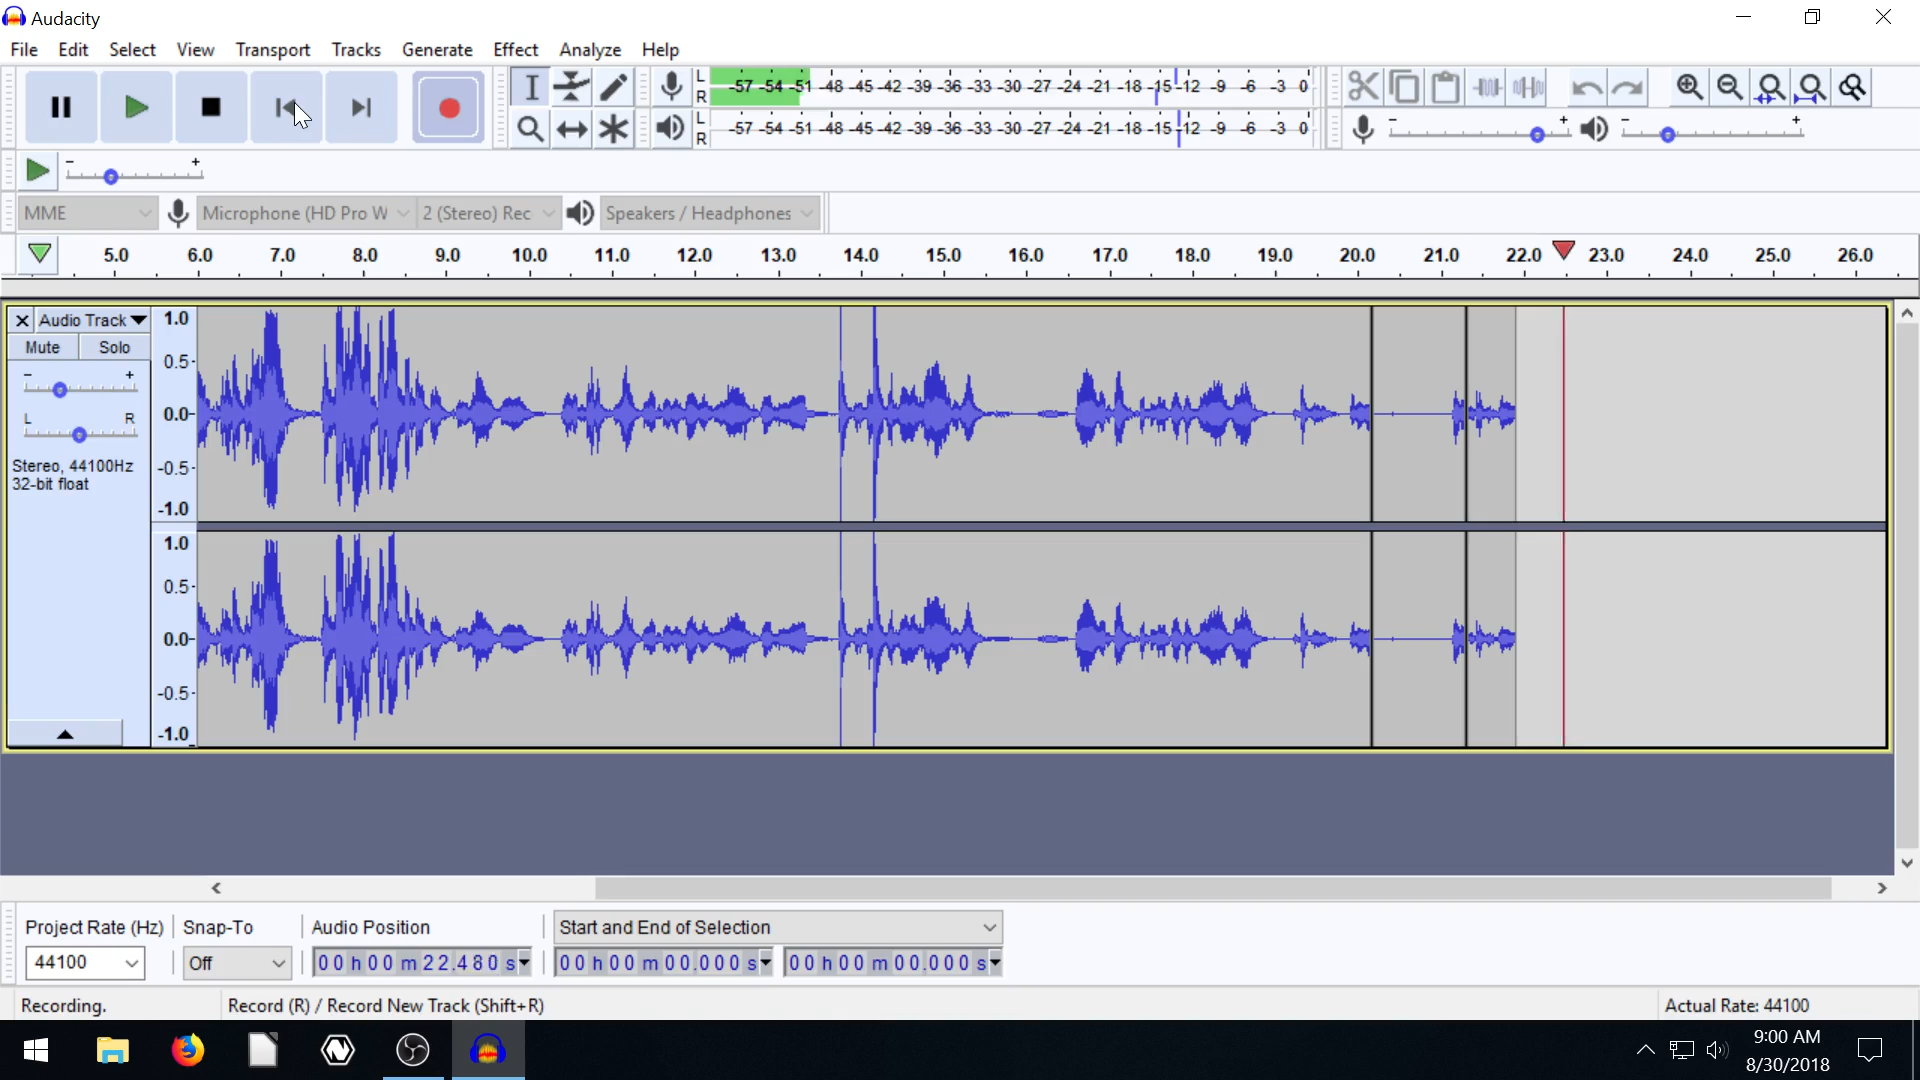 Audacity
File Edit Select View Transport Tracks Generate Effect Analyze Help
L
R -57 -54 -51 -48 -45 -42 -39 -36 -33 -30 -27 -24 -21 -18 -15 -12 -9 -6 -3 0
L
R -57 -54 -51 -48 -45 -42 -39 -36 -33 -30 -27 -24 -21 -18 -15 -12 -9 -6 -3 0
- + - +
- +
MME Microphone (HD Pro W 2 (Stereo) Rec Speakers / Headphones
5.0 6.0 7.0 8.0 9.0 10.0 11.0 12.0 13.0 14.0 15.0 16.0 17.0 18.0 19.0 20.0 21.0 22.0 23.0 24.0 25.0 26.0
Audio Track 1.0
Mute Solo
0.5
- +
0.0
L R
-0.5
Stereo, 44100Hz
32-bit float
-1.0
1.0
0.5
0.0
-0.5
-1.0
Project Rate (Hz) Snap-To Audio Position Start and End of Selection
44100 Off 00 h 00 m 22.480 s 00 h 00 m 00.000 s 00 h 00 m 00.000 s
Recording. Record (R) / Record New Track (Shift+R) Actual Rate: 44100
9:00 AM
8/30/2018